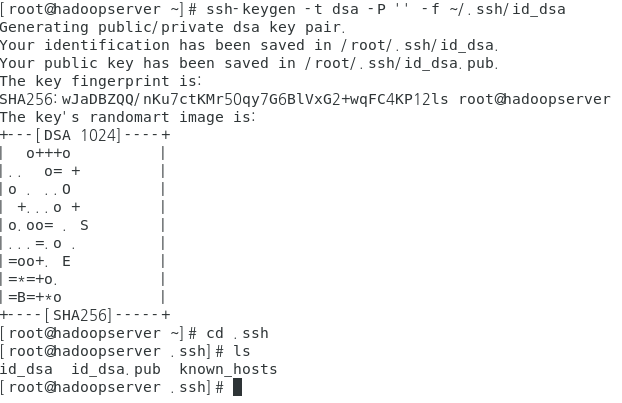 [root@hadoopserver ~]# ssh-keygen -t dsa -P '' -f ~/.ssh/id_dsa
Generating public/private dsa key pair.
Your identification has been saved in /root/.ssh/id_dsa.
Your public key has been saved in /root/.ssh/id_dsa.pub.
The key fingerprint is:
SHA256:wJaDBZQQ/nKu7ctKMr50qy7G6BlVxG2+wqFC4KP12ls root@hadoopserver
The key's randomart image is:
+---[DSA 1024]----+
|  o+++o          |
|..  o= +         |
|o . ..O          |
| +...o +         |
|o.oo= . S        |
|...=.o .         |
|=oo+. E          |
|=*=+o.           |
|=B=+*o           |
+----[SHA256]-----+
[root@hadoopserver ~]# cd .ssh
[root@hadoopserver .ssh]# ls
id_dsa  id_dsa.pub  known_hosts
[root@hadoopserver .ssh]#